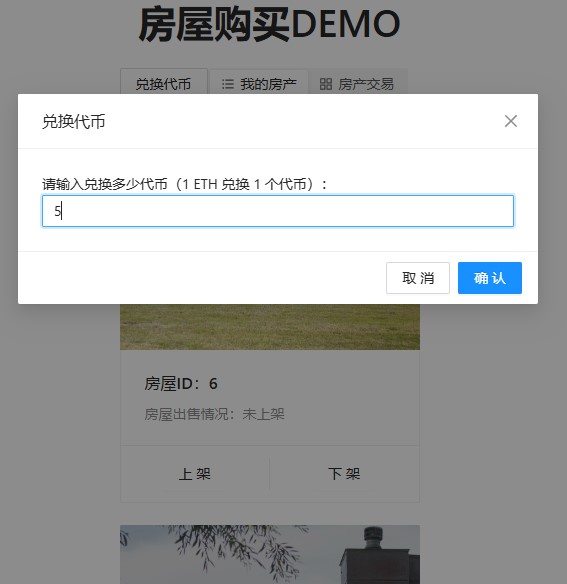 房屋购买DEMO
兑换代币
我的房产
房产交易
兑换代币
请输入兑换多少代币（1 ETH 兑换 1 个代币）：
5
取 消
确 认
房屋ID：6
房屋出售情况：未上架
上 架
下 架